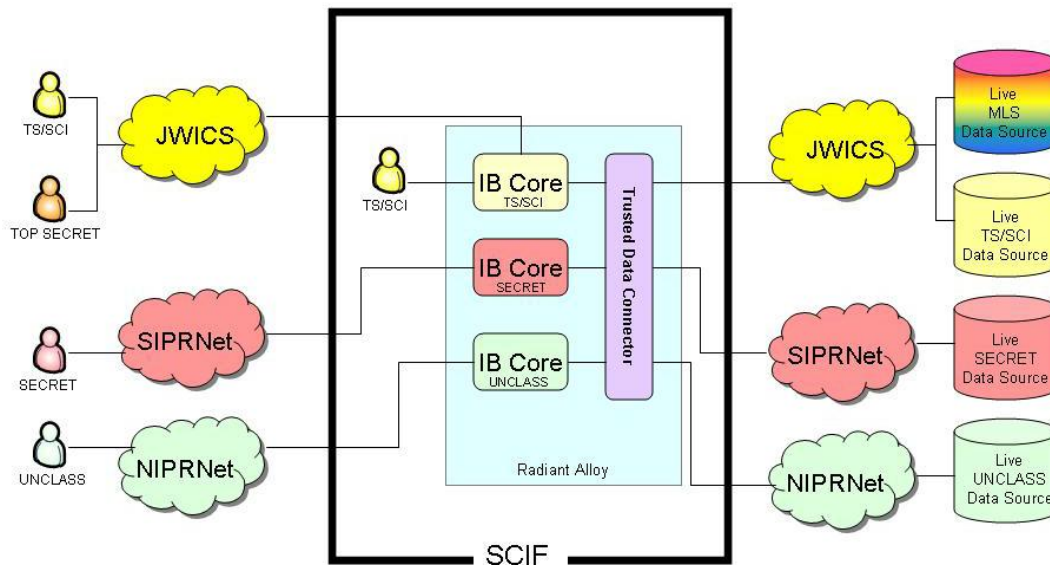 TS/SCI
JWICS
TOP SECRET
SIPRNet
SECRET
NIPRNet
UNCLASS
TS/SCI
IB Core
TS/SCI
IB Core
SECRET
IB Core
UNCLASS
Trusted Data Connector
Radiant Alloy
SCIF
JWICS
Live
MLS
Data Source
Live
TS/SCI
Data Source
SIPRNet
Live
SECRET
Data Source
NIPRNet
Live
UNCLASS
Data Source